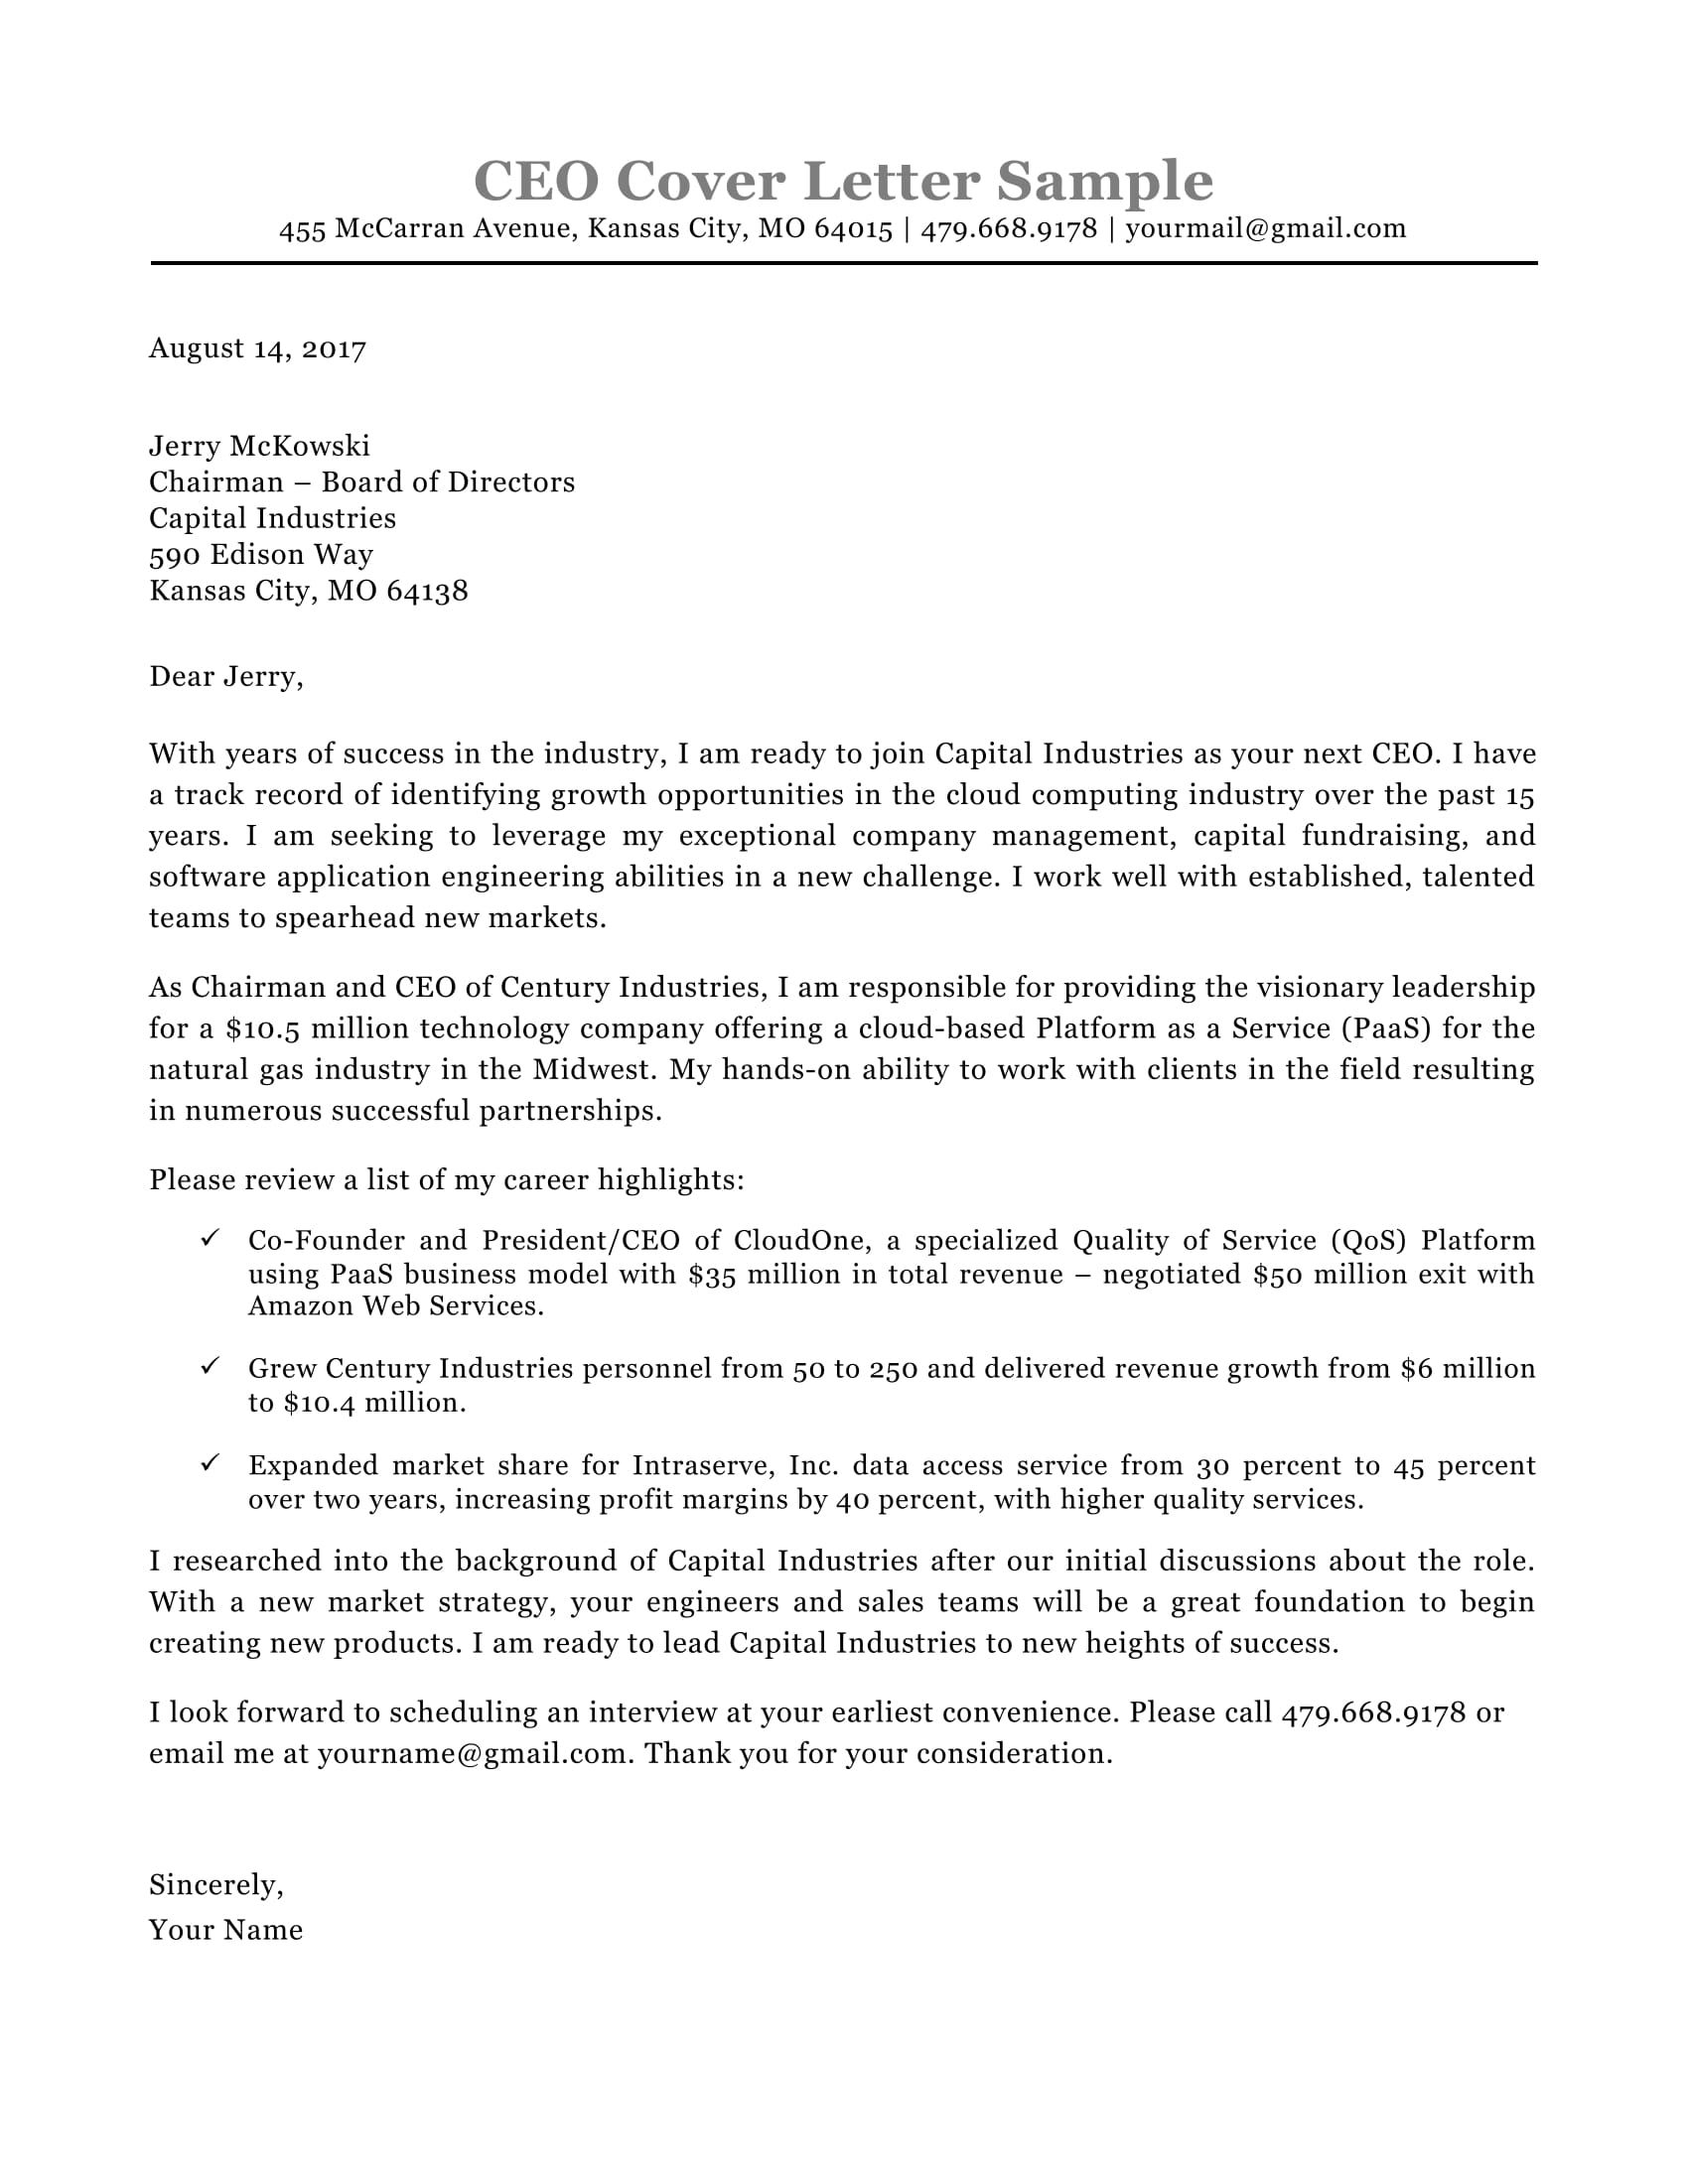 CEO Cover Letter Sample
455 McCarran Avenue, Kansas City, MO 64015 | 479.668.9178 | yourmail@gmail.com
August 14, 2017
Jerry McKowski
Chairman – Board of Directors
Capital Industries
590 Edison Way
Kansas City, MO 64138
Dear Jerry,
With years of success in the industry, I am ready to join Capital Industries as your next CEO. I have
a track record of identifying growth opportunities in the cloud computing industry over the past 15
years. I am seeking to leverage my exceptional company management, capital fundraising, and
software application engineering abilities in a new challenge. I work well with established, talented
teams to spearhead new markets.
As Chairman and CEO of Century Industries, I am responsible for providing the visionary leadership
for a $10.5 million technology company offering a cloud-based Platform as a Service (PaaS) for the
natural gas industry in the Midwest. My hands-on ability to work with clients in the field resulting
in numerous successful partnerships.
Please review a list of my career highlights:
✓ Co-Founder and President/CEO of CloudOne, a specialized Quality of Service (QoS) Platform
using PaaS business model with $35 million in total revenue – negotiated $50 million exit with
Amazon Web Services.
✓ Grew Century Industries personnel from 50 to 250 and delivered revenue growth from $6 million
to $10.4 million.
✓ Expanded market share for Intraserve, Inc. data access service from 30 percent to 45 percent
over two years, increasing profit margins by 40 percent, with higher quality services.
I researched into the background of Capital Industries after our initial discussions about the role.
With a new market strategy, your engineers and sales teams will be a great foundation to begin
creating new products. I am ready to lead Capital Industries to new heights of success.
I look forward to scheduling an interview at your earliest convenience. Please call 479.668.9178 or
email me at yourname@gmail.com. Thank you for your consideration.
Sincerely,
Your Name